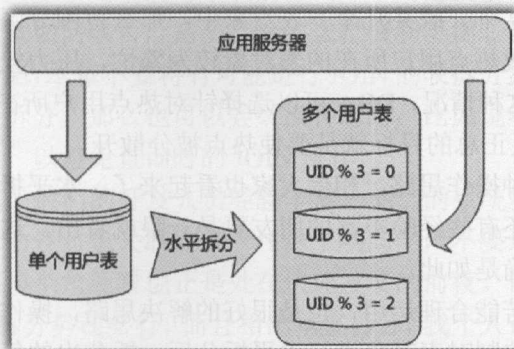 应用服务器
多个用户表
UID % 3 = 0
单个用户表
水平拆分
UID % 3 = 1
UID % 3 = 2